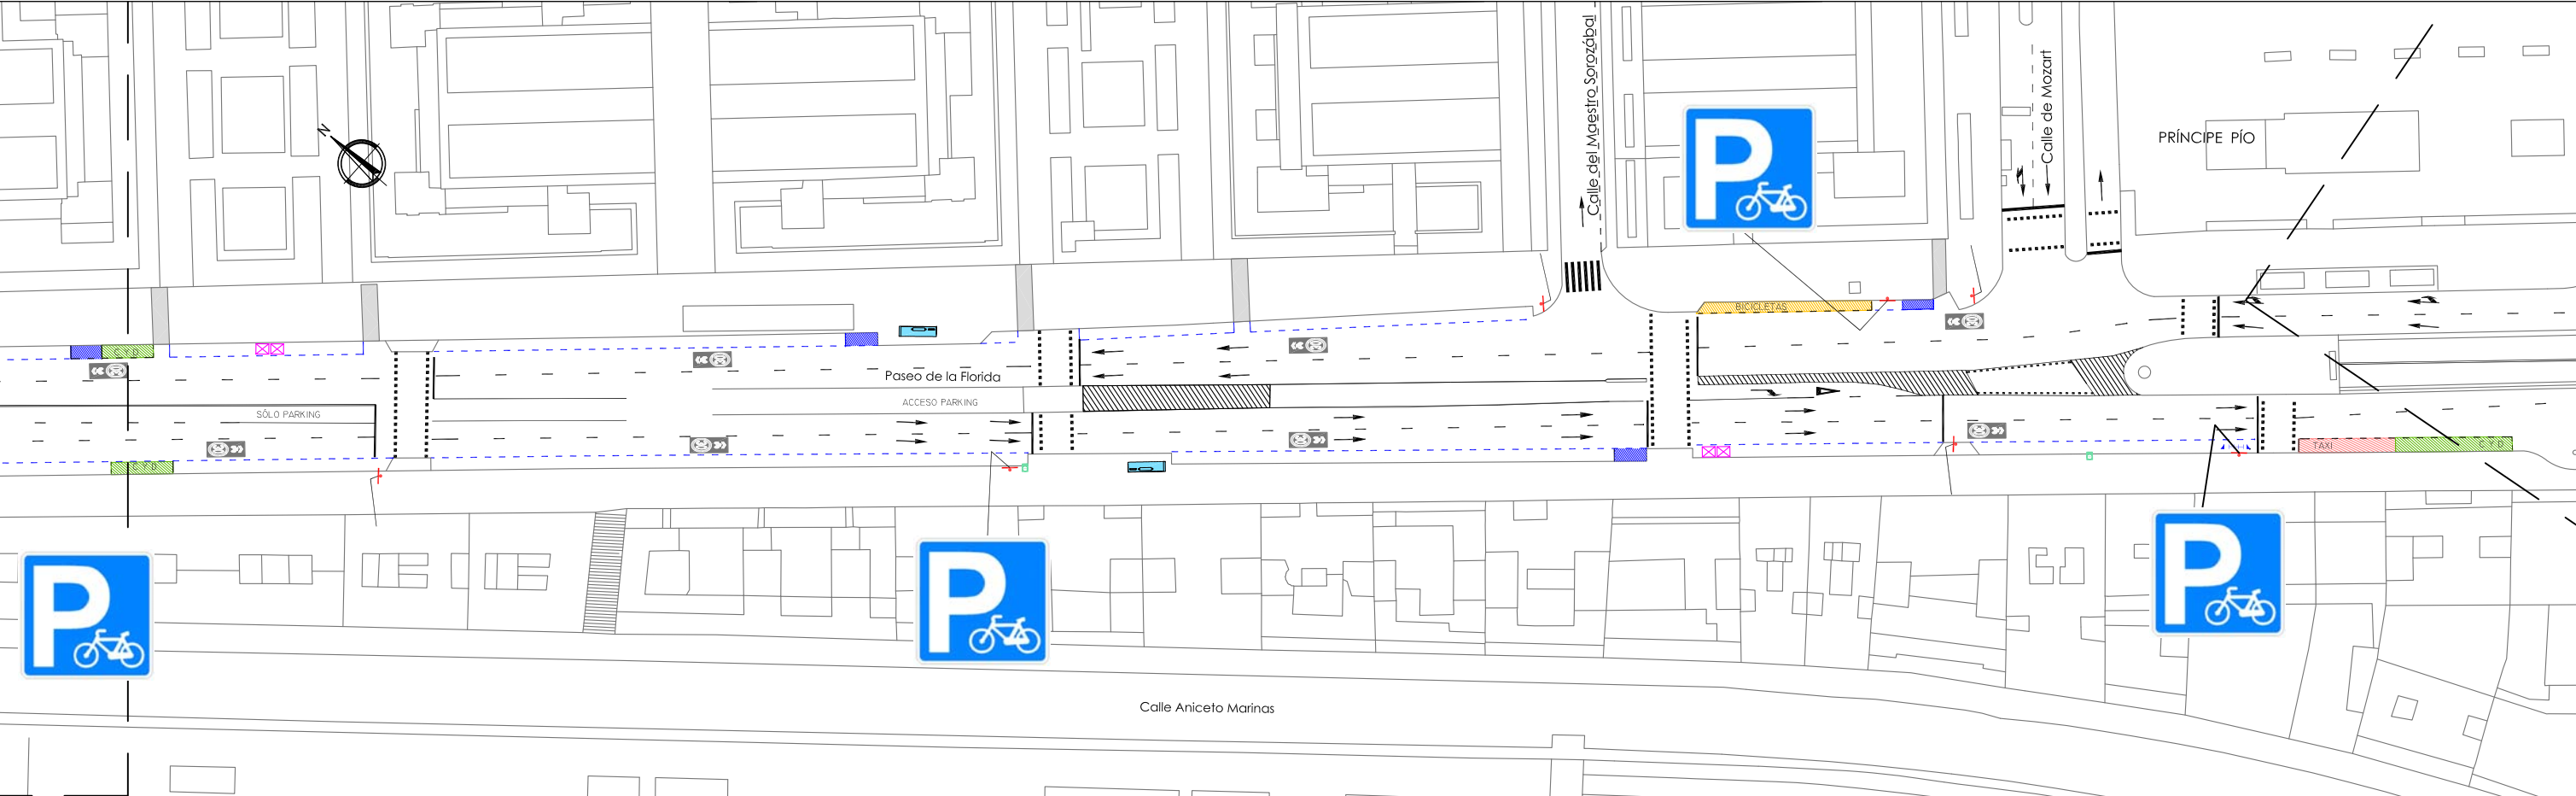 Calle del Maestro Sorozábal
Calle de Mozart
PRÍNCIPE PÍO
N
P
BICICLETAS
C Y D
Paseo de la Florida
ACCESO PARKING
SÓLO PARKING
C Y D
TAXI
C Y D
P
P
P
Calle Aniceto Marinas